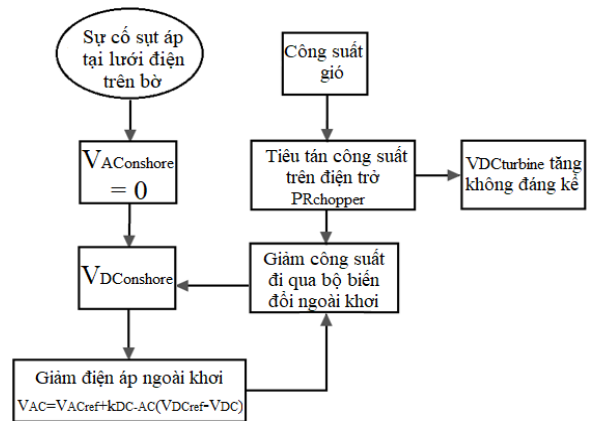 Sự cố sụt áp
tại lưới điện
trên bờ
Công suất
gió
VAConshore
= 0
Tiêu tán công suất
trên điện trở
PRchopper
VDCturbine tăng
không đáng kể
VDConshore
Giảm công suất
đi qua bộ biến
đổi ngoài khơi
Giảm điện áp ngoài khơi
VAC=VACref+kDC-AC(VDCref-VDC)